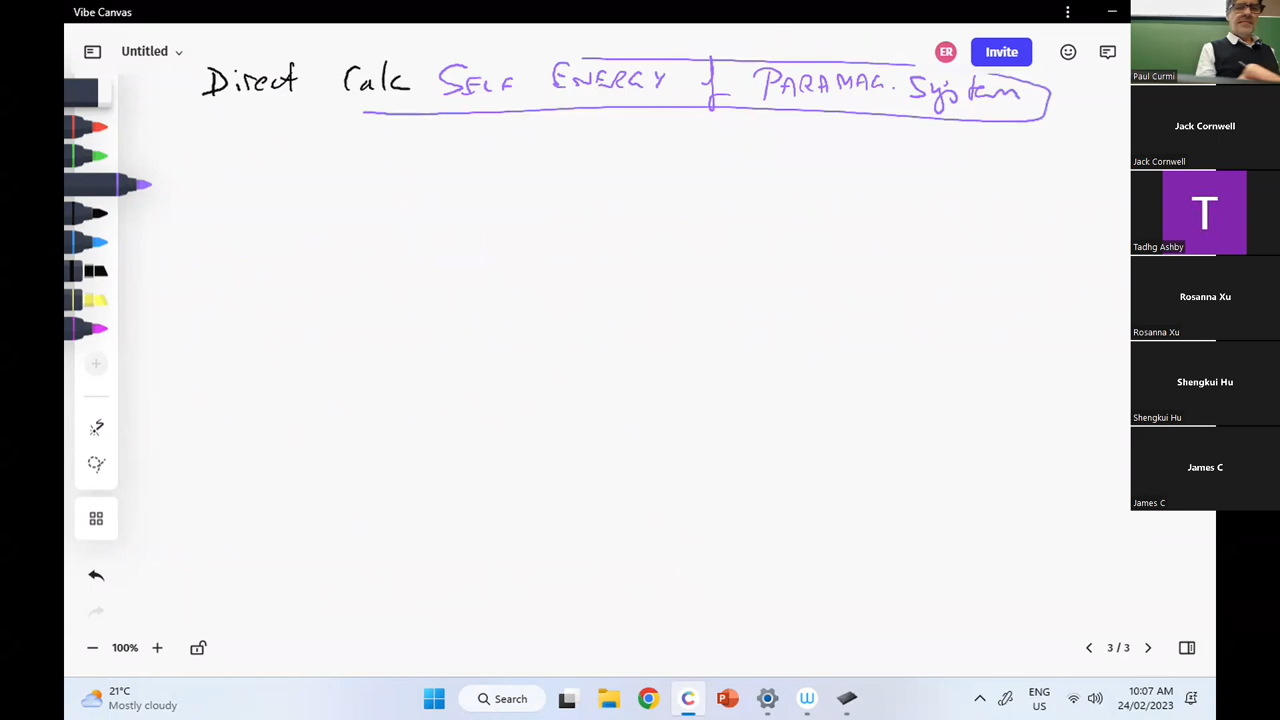 Vibe Canvas
Untitled
ER
Invite
Direct Calc SELF ENERGY of PARAMAG. System
Paul Curmi
Jack Cornwell
Jack Cornwell
T
Tadhg Ashby
Rosanna Xu
Rosanna Xu
Shengkui Hu
Shengkui Hu
James C
James C
100%
3 / 3
21°C
Mostly cloudy
Search
ENG
US
10:07 AM
24/02/2023